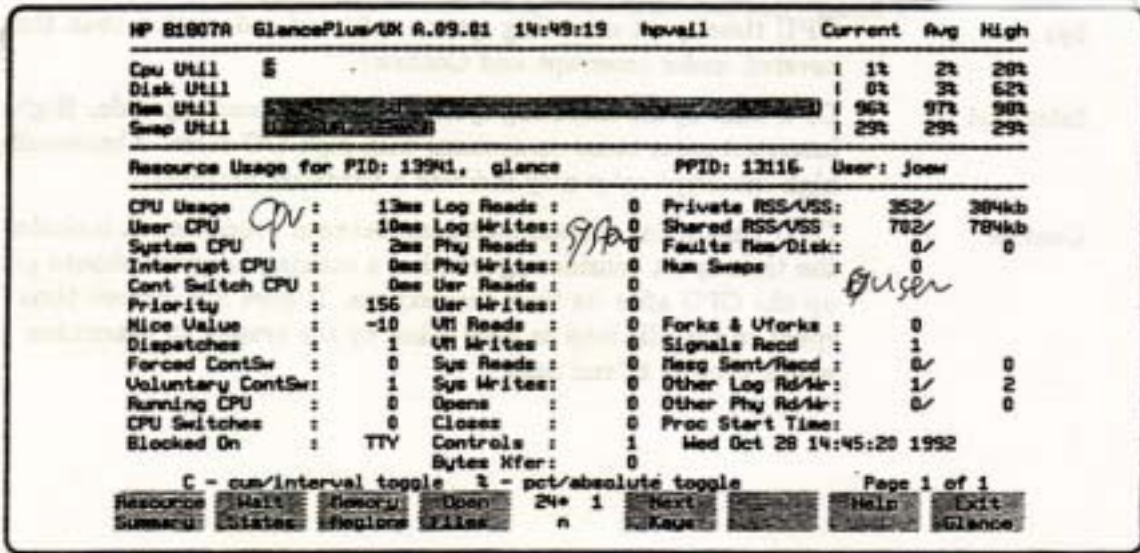 HP B1807A GlancePlus/UX A.09.01 14:49:19 hpvail Current Avg High
Cpu Util S | 1% 2% 28%
Disk Util | 0% 3% 62%
Mem Util | 96% 97% 98%
Swap Util | 29% 29% 29%
Resource Usage for PID: 13941, glance PPID: 13116 User: joew
CPU Usage : 13ms Log Reads : 0 Private RSS/VSS: 352/ 384kb
User CPU : 10ms Log Writes: 0 Shared RSS/VSS : 702/ 784kb
System CPU : 2ms Phy Reads : 0 Faults Mem/Disk: 0/ 0
Interrupt CPU : 0ms Phy Writes: 0 Num Swaps : 0
Cont Switch CPU : 0ms Usr Reads : 0
Priority : 156 Usr Writes: 0
Nice Value : -10 VM Reads : 0 Forks & Vforks : 0
Dispatches : 1 VM Writes : 0 Signals Recd : 1
Forced ContSw : 0 Sys Reads : 0 Mesg Sent/Recd : 0/ 0
Voluntary ContSw: 1 Sys Writes: 0 Other Log Rd/Wr: 1/ 2
Running CPU : 0 Opens : 0 Other Phy Rd/Wr: 0/ 0
CPU Switches : 0 Closes : 0 Proc Start Time:
Blocked On : TTY Controls : 1 Wed Oct 28 14:45:20 1992
Bytes Xfer: 0
C - cum/interval toggle % - pct/absolute toggle Page 1 of 1
Resource Wait Memory Open 24* 1 Next Help Exit
Summary States Regions Files n Keys Glance